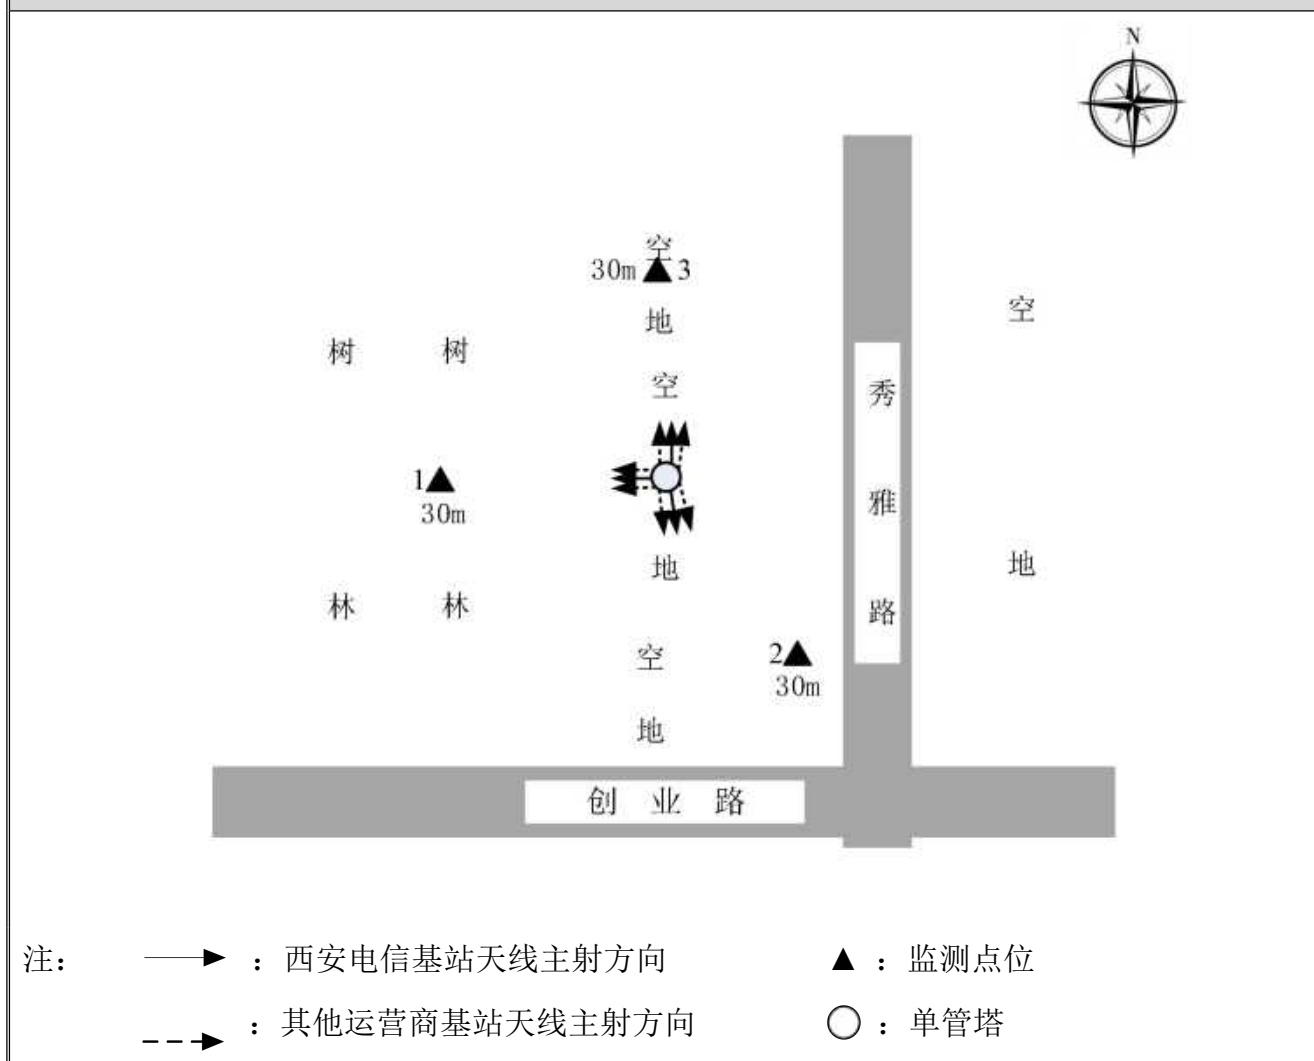 N
空
30m 3
地
空
树 树
空
秀
1
30m
雅
地
地
林 林
路
空
2
30m
地
创 业 路
注： ：西安电信基站天线主射方向 ：监测点位
：其他运营商基站天线主射方向 ：单管塔